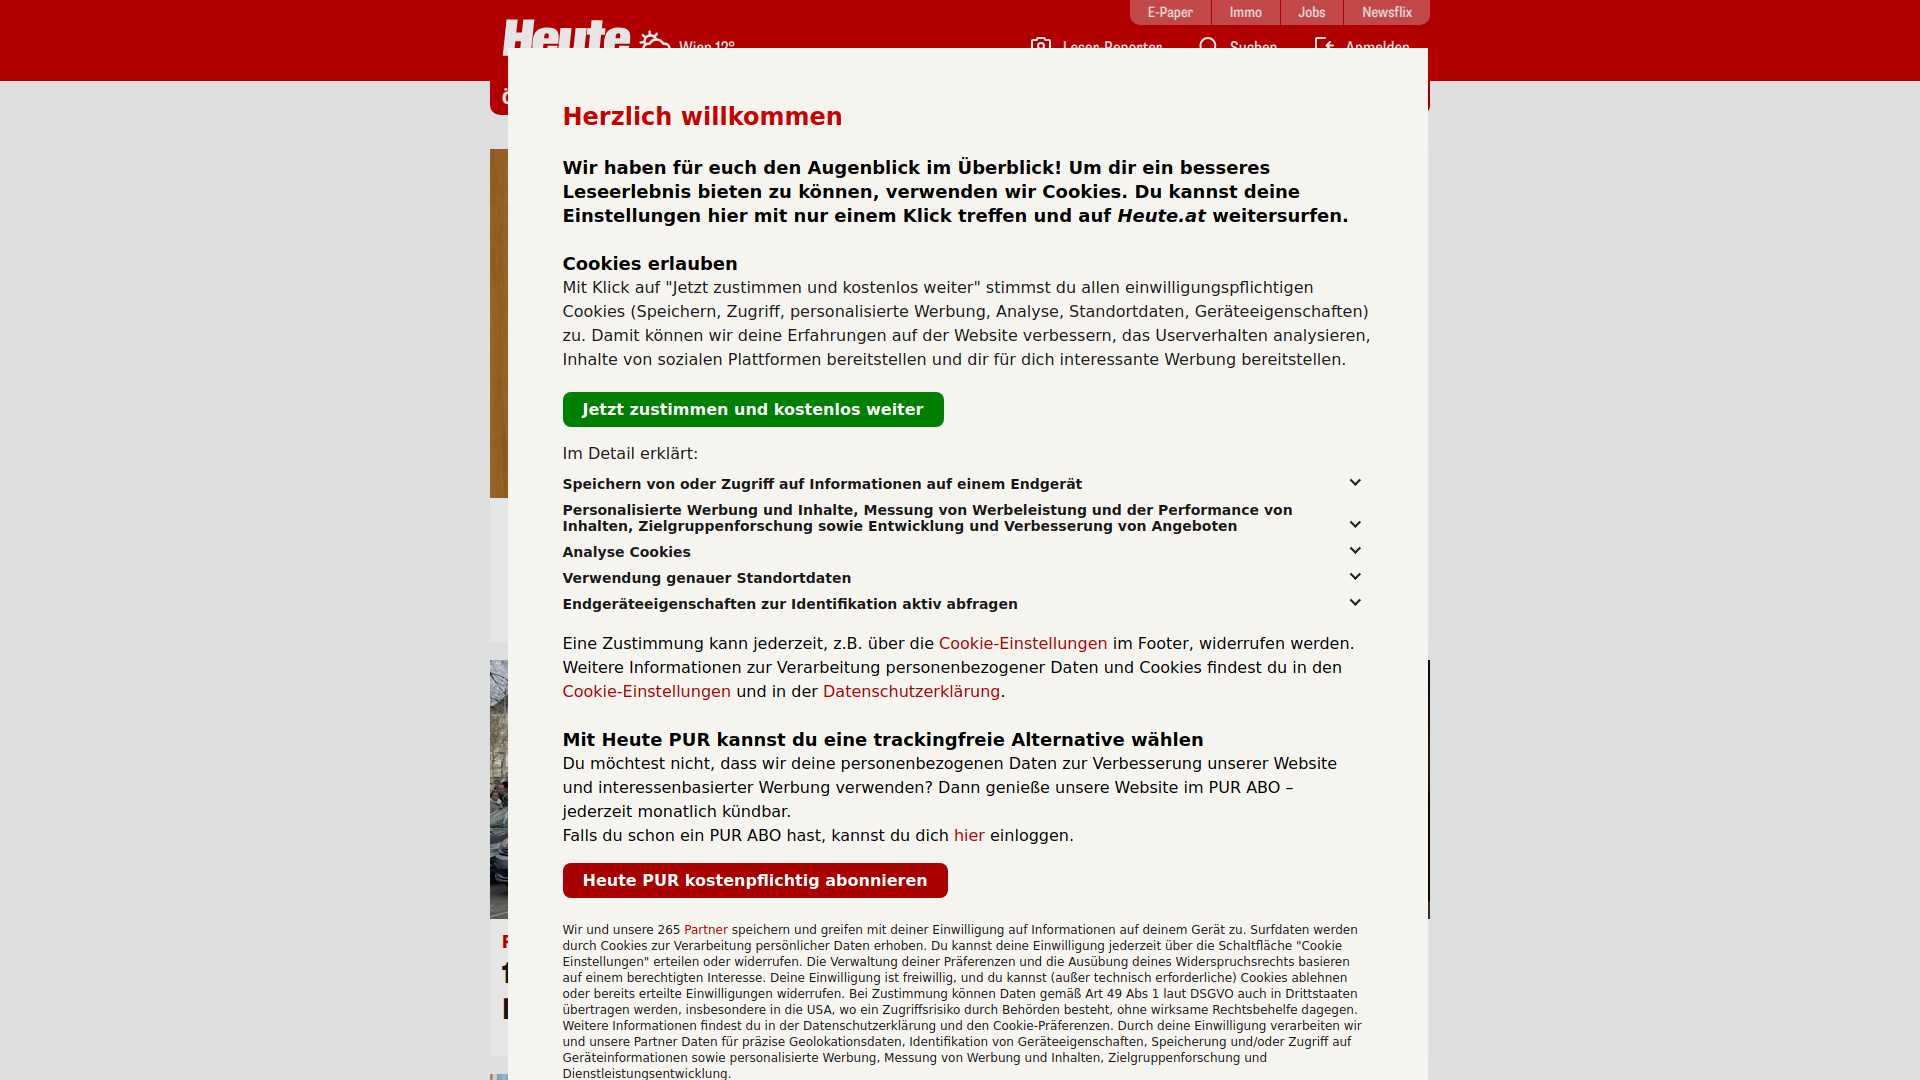 E-Paper
Immo
Jobs
Newsflix
Heute
Wien 12°
Leser-Reporter
Suchen
Anmelden
Herzlich willkommen
Wir haben für euch den Augenblick im Überblick! Um dir ein besseres
Leseerlebnis bieten zu können, verwenden wir Cookies. Du kannst deine
Einstellungen hier mit nur einem Klick treffen und auf Heute.at weitersurfen.
Cookies erlauben
Mit Klick auf "Jetzt zustimmen und kostenlos weiter" stimmst du allen einwilligungspflichtigen
Cookies (Speichern, Zugriff, personalisierte Werbung, Analyse, Standortdaten, Geräteeigenschaften)
zu. Damit können wir deine Erfahrungen auf der Website verbessern, das Userverhalten analysieren,
Inhalte von sozialen Plattformen bereitstellen und dir für dich interessante Werbung bereitstellen.
Jetzt zustimmen und kostenlos weiter
Im Detail erklärt:
Speichern von oder Zugriff auf Informationen auf einem Endgerät
Personalisierte Werbung und Inhalte, Messung von Werbeleistung und der Performance von
Inhalten, Zielgruppenforschung sowie Entwicklung und Verbesserung von Angeboten
Analyse Cookies
Verwendung genauer Standortdaten
Endgeräteeigenschaften zur Identifikation aktiv abfragen
Eine Zustimmung kann jederzeit, z.B. über die Cookie-Einstellungen im Footer, widerrufen werden.
Weitere Informationen zur Verarbeitung personenbezogener Daten und Cookies findest du in den
Cookie-Einstellungen und in der Datenschutzerklärung.
Mit Heute PUR kannst du eine trackingfreie Alternative wählen
Du möchtest nicht, dass wir deine personenbezogenen Daten zur Verbesserung unserer Website
und interessenbasierter Werbung verwenden? Dann genieße unsere Website im PUR ABO –
jederzeit monatlich kündbar.
Falls du schon ein PUR ABO hast, kannst du dich hier einloggen.
Heute PUR kostenpflichtig abonnieren
Wir und unsere 265 Partner speichern und greifen mit deiner Einwilligung auf Informationen auf deinem Gerät zu. Surfdaten werden
durch Cookies zur Verarbeitung persönlicher Daten erhoben. Du kannst deine Einwilligung jederzeit über die Schaltfläche "Cookie
Einstellungen" erteilen oder widerrufen. Die Verwaltung deiner Präferenzen und die Ausübung deines Widerspruchsrechts basieren
auf einem berechtigten Interesse. Deine Einwilligung ist freiwillig, und du kannst (außer technisch erforderliche) Cookies ablehnen
oder bereits erteilte Einwilligungen widerrufen. Bei Zustimmung können Daten gemäß Art 49 Abs 1 laut DSGVO auch in Drittstaaten
übertragen werden, insbesondere in die USA, wo ein Zugriffsrisiko durch Behörden besteht, ohne wirksame Rechtsbehelfe dagegen.
Weitere Informationen findest du in der Datenschutzerklärung und den Cookie-Präferenzen. Durch deine Einwilligung verarbeiten wir
und unsere Partner Daten für präzise Geolokationsdaten, Identifikation von Geräteeigenschaften, Speicherung und/oder Zugriff auf
Geräteinformationen sowie personalisierte Werbung, Messung von Werbung und Inhalten, Zielgruppenforschung und
Dienstleistungsentwicklung.